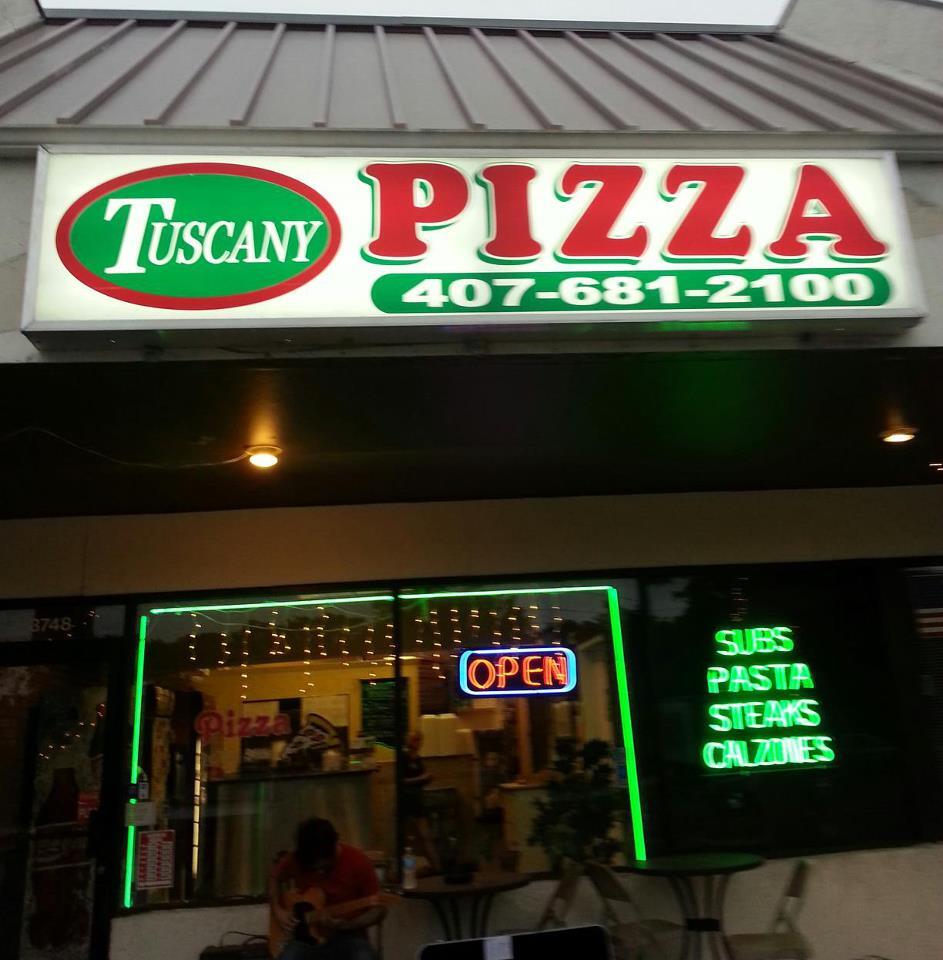 TUSCANY
PIZZA
407-681-2100
3748
OPEN
Pizza
SUBS
PASTA
STEAKS
CALZONES